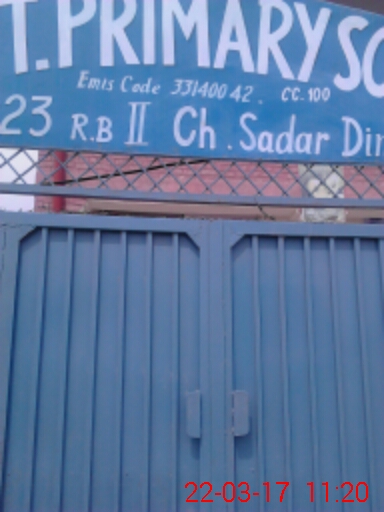 T. PRIMARY SC
Emis Code 33140042. CC.100
23 R.B II Ch. Sadar Din
22-03-17 11:20